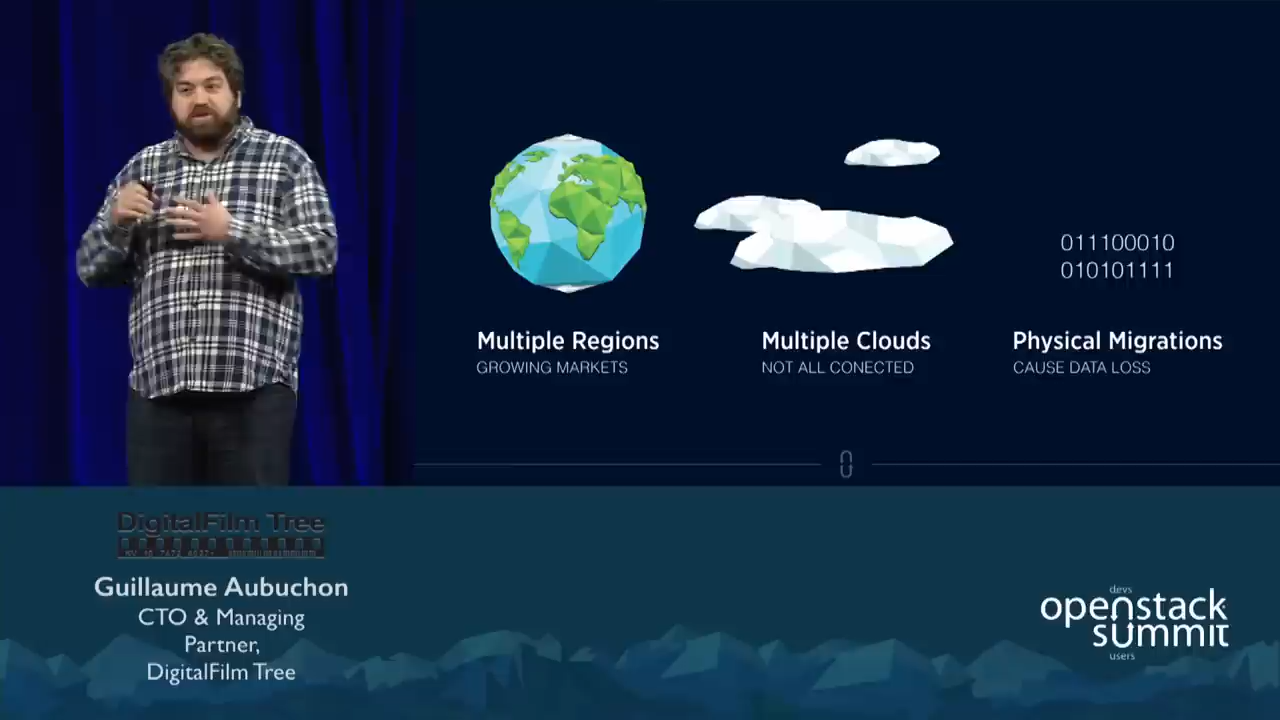 011100010
010101111
Multiple Regions
GROWING MARKETS
Multiple Clouds
NOT ALL CONECTED
Physical Migrations
CAUSE DATA LOSS
DigitalFilm Tree
Guillaume Aubuchon
CTO & Managing
Partner,
DigitalFilm Tree
devs
openstack
summit
users